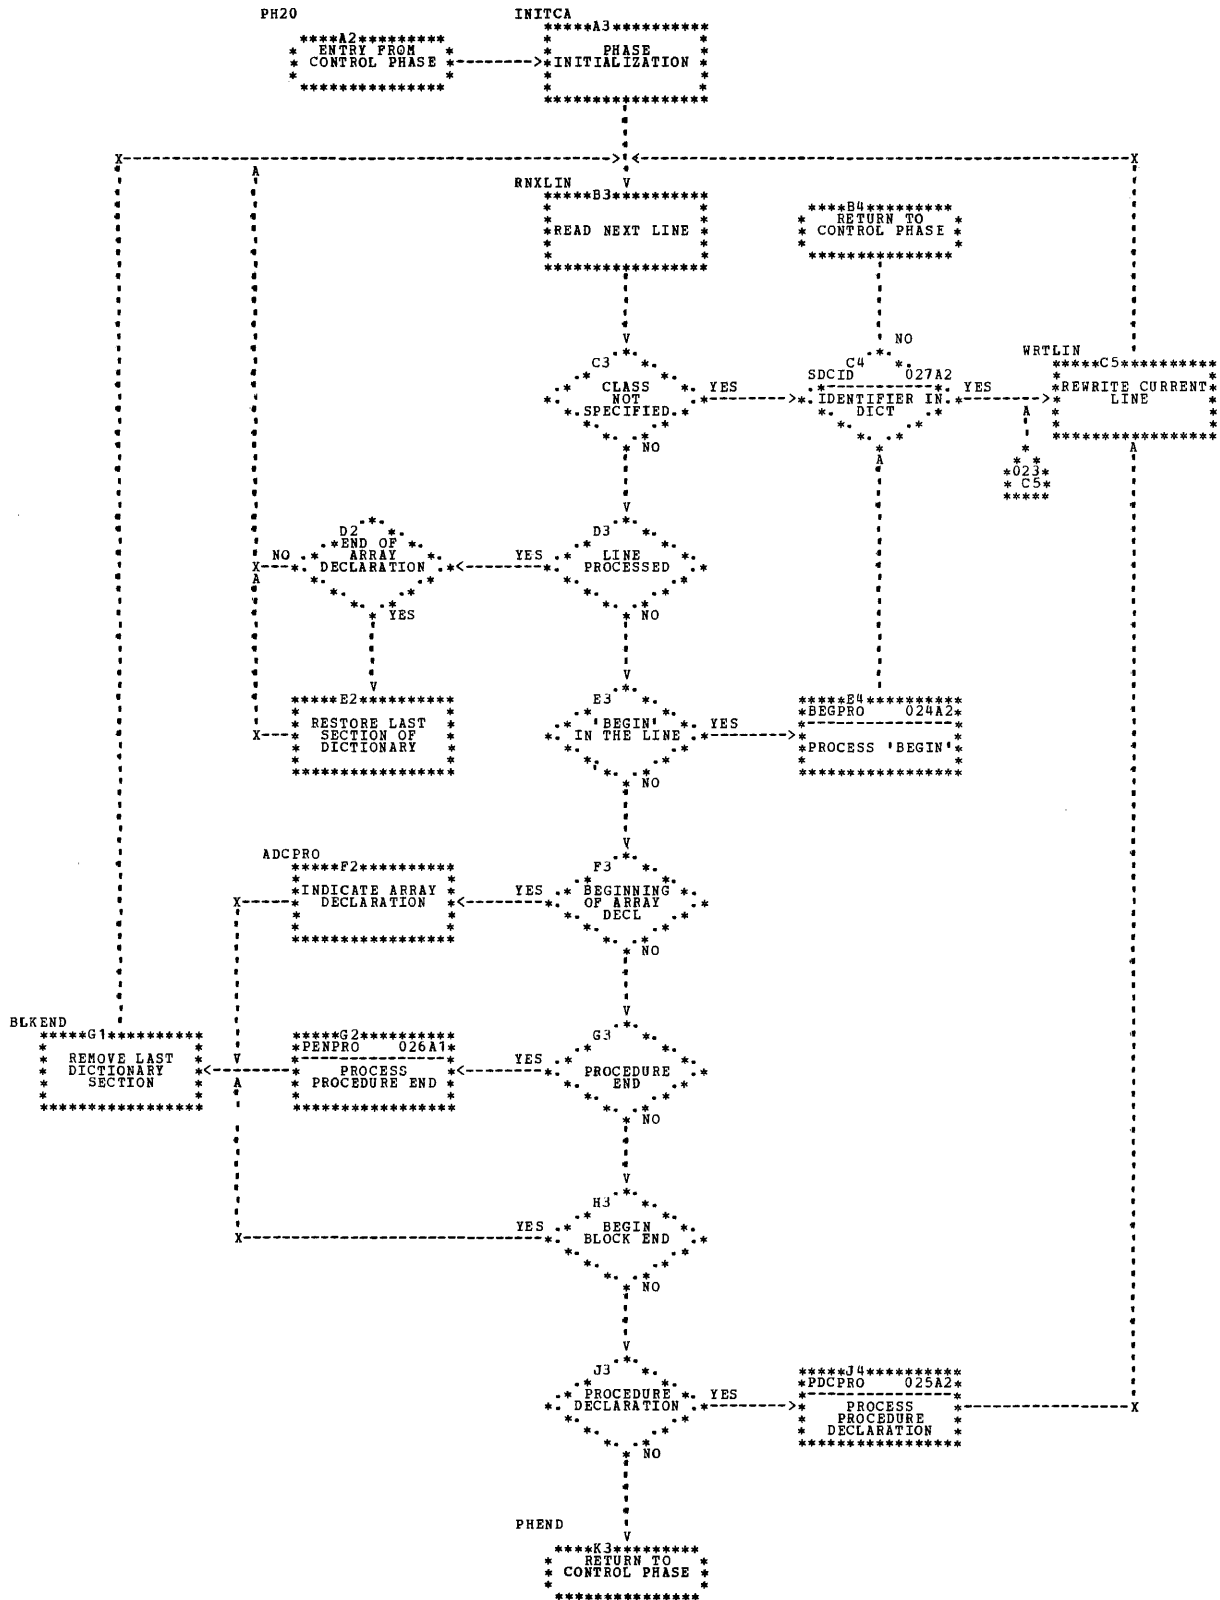 PH20
INITCA
A2
ENTRY FROM
CONTROL PHASE
A3
PHASE
INITIALIZATION
RNXLIN
B3
READ NEXT LINE
B4
RETURN TO
CONTROL PHASE
C3
CLASS
NOT
SPECIFIED
YES
NO
NO
C4
SDCID 027A2
IDENTIFIER IN
DICT
YES
WRTLIN
C5
REWRITE CURRENT
LINE
023
C5
D2
END OF
ARRAY
DECLARATION
NO
YES
D3
LINE
PROCESSED
YES
NO
E2
RESTORE LAST
SECTION OF
DICTIONARY
E3
'BEGIN'
IN THE LINE
YES
NO
E4
BEGPRO 024A2
PROCESS 'BEGIN'
ADCPRO
F2
INDICATE ARRAY
DECLARATION
F3
BEGINNING
OF ARRAY
DECL
YES
NO
BLKEND
G1
REMOVE LAST
DICTIONARY
SECTION
G2
PENPRO 026A1
PROCESS
PROCEDURE END
G3
PROCEDURE
END
YES
NO
H3
BEGIN
BLOCK END
YES
NO
J3
PROCEDURE
DECLARATION
YES
NO
J4
PDCPRO 025A2
PROCESS
PROCEDURE
DECLARATION
PHEND
K3
RETURN TO
CONTROL PHASE